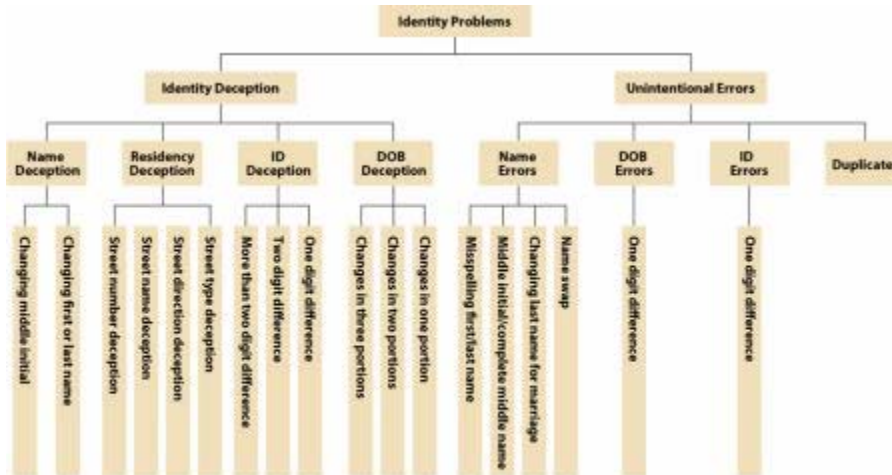 Identity Problems
Identity Deception
Unintentional Errors
Name
Deception
Residency
Deception
ID
Deception
DOB
Deception
Name
Errors
DOB
Errors
ID
Errors
Duplicate
Changing middle initial
Changing first or last name
Street number deception
Street name deception
Street direction deception
Street type deception
More than two digit difference
Two digit difference
One digit difference
Changes in three portions
Changes in two portions
Changes in one portion
Misspelling first/last name
Middle initial/complete middle name
Changing last name for marriage
Name swap
One digit difference
One digit difference